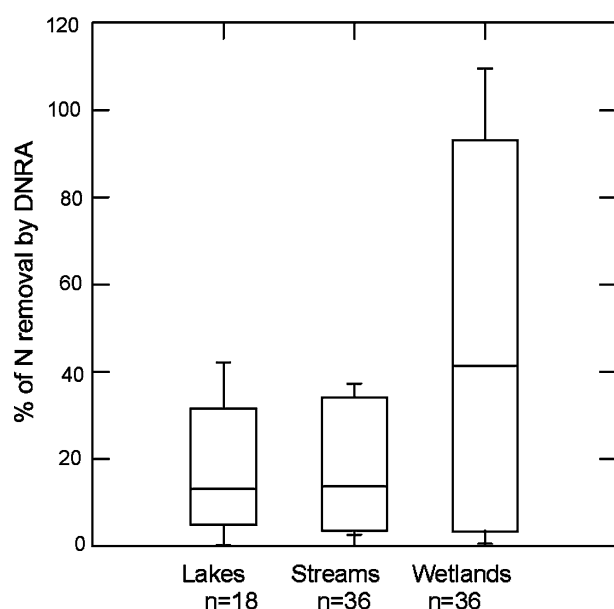 % of N removal by DNRA
120
100
80
60
40
20
0
Lakes Streams Wetlands
n=18 n=36 n=36